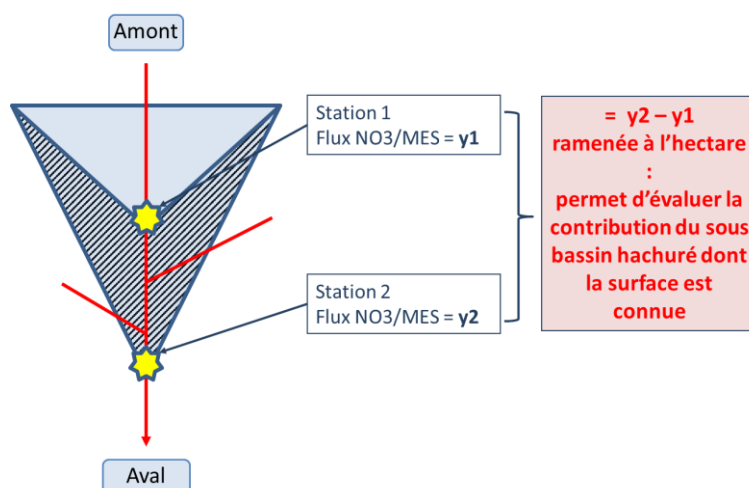 Amont
Station 1
Flux NO3/MES = y1
= y2 – y1
ramenée à l'hectare
:
permet d'évaluer la
contribution du sous
bassin hachuré dont
la surface est
connue
Station 2
Flux NO3/MES = y2
Aval